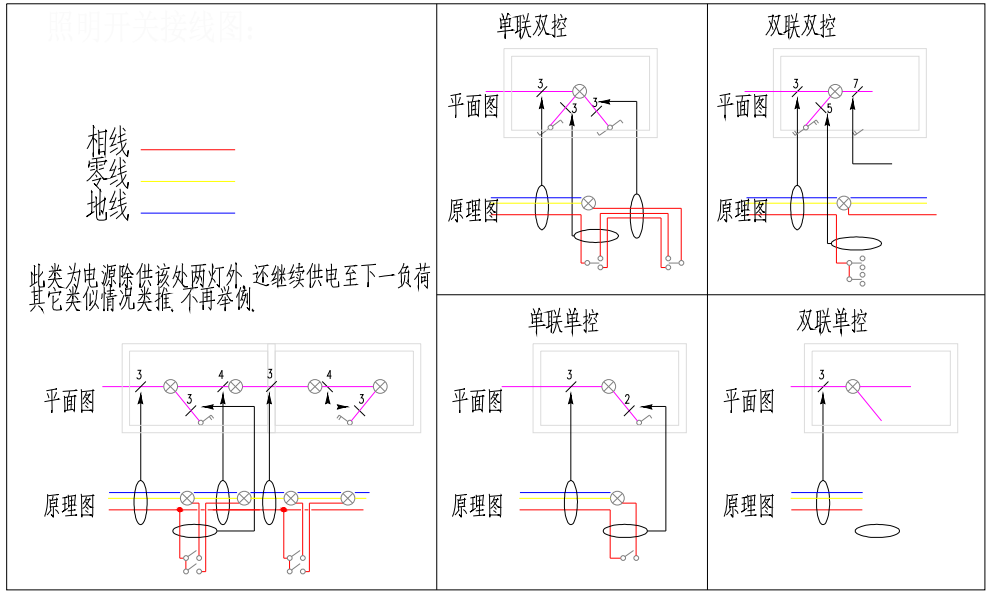 照明开关接线图:
相线
零线
地线
此类为电源除供该处两灯外, 还继续供电至下一负荷
其它类似情况类推, 不再举例.
平面图
3
4
3
4
3
3
原理图
单联双控
平面图
3
3
3
原理图
双联双控
平面图
3
7
5
原理图
单联单控
平面图
3
2
原理图
双联单控
平面图
3
原理图